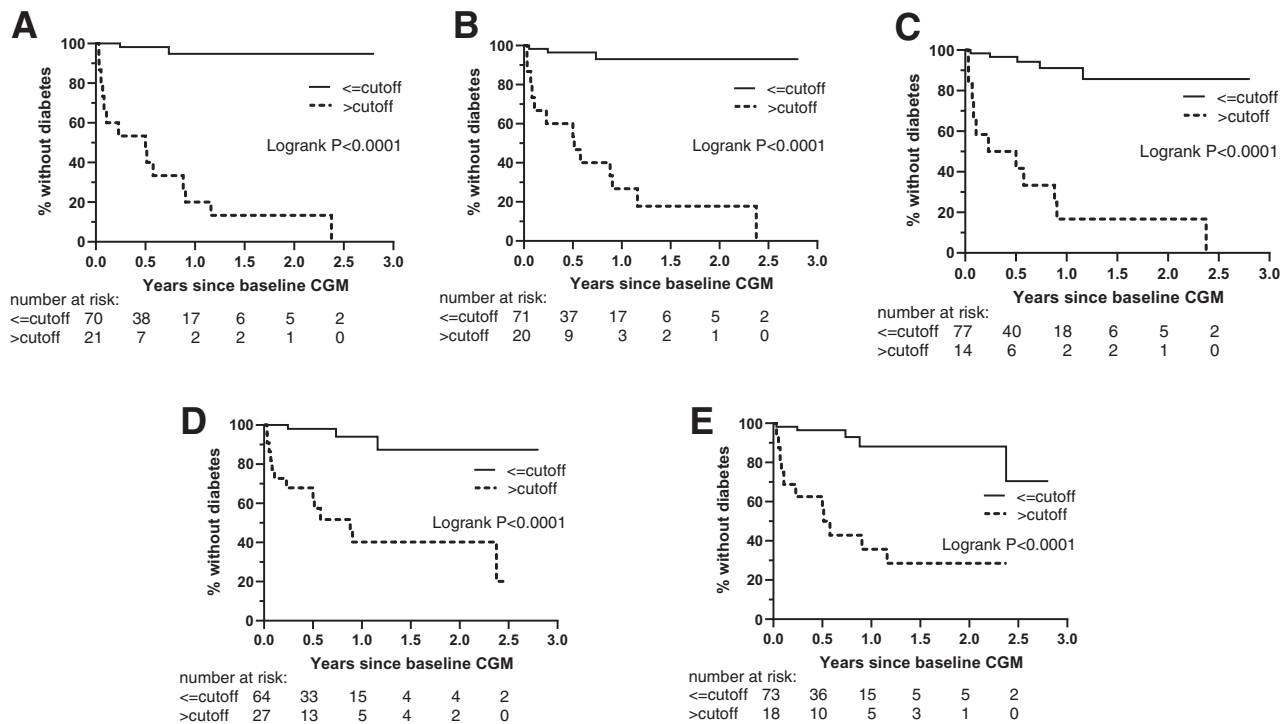 A
% without diabetes
100
80
60
40
20
0
<=cutoff
>cutoff
Logrank P<0.0001
0.0 0.5 1.0 1.5 2.0 2.5 3.0
Years since baseline CGM
number at risk:
<=cutoff 70 38 17 6 5 2
>cutoff 21 7 2 2 1 0
B
% without diabetes
100
80
60
40
20
0
<=cutoff
>cutoff
Logrank P<0.0001
0.0 0.5 1.0 1.5 2.0 2.5 3.0
Years since baseline CGM
number at risk:
<=cutoff 71 37 17 6 5 2
>cutoff 20 9 3 2 1 0
C
% without diabetes
100
80
60
40
20
0
<=cutoff
>cutoff
Logrank P<0.0001
0.0 0.5 1.0 1.5 2.0 2.5 3.0
Years since baseline CGM
number at risk:
<=cutoff 77 40 18 6 5 2
>cutoff 14 6 2 2 1 0
D
% without diabetes
100
80
60
40
20
0
<=cutoff
>cutoff
Logrank P<0.0001
0.0 0.5 1.0 1.5 2.0 2.5 3.0
Years since baseline CGM
number at risk:
<=cutoff 64 33 15 4 4 2
>cutoff 27 13 5 4 2 0
E
% without diabetes
100
80
60
40
20
0
<=cutoff
>cutoff
Logrank P<0.0001
0.0 0.5 1.0 1.5 2.0 2.5 3.0
Years since baseline CGM
number at risk:
<=cutoff 73 36 15 5 5 2
>cutoff 18 10 5 3 1 0